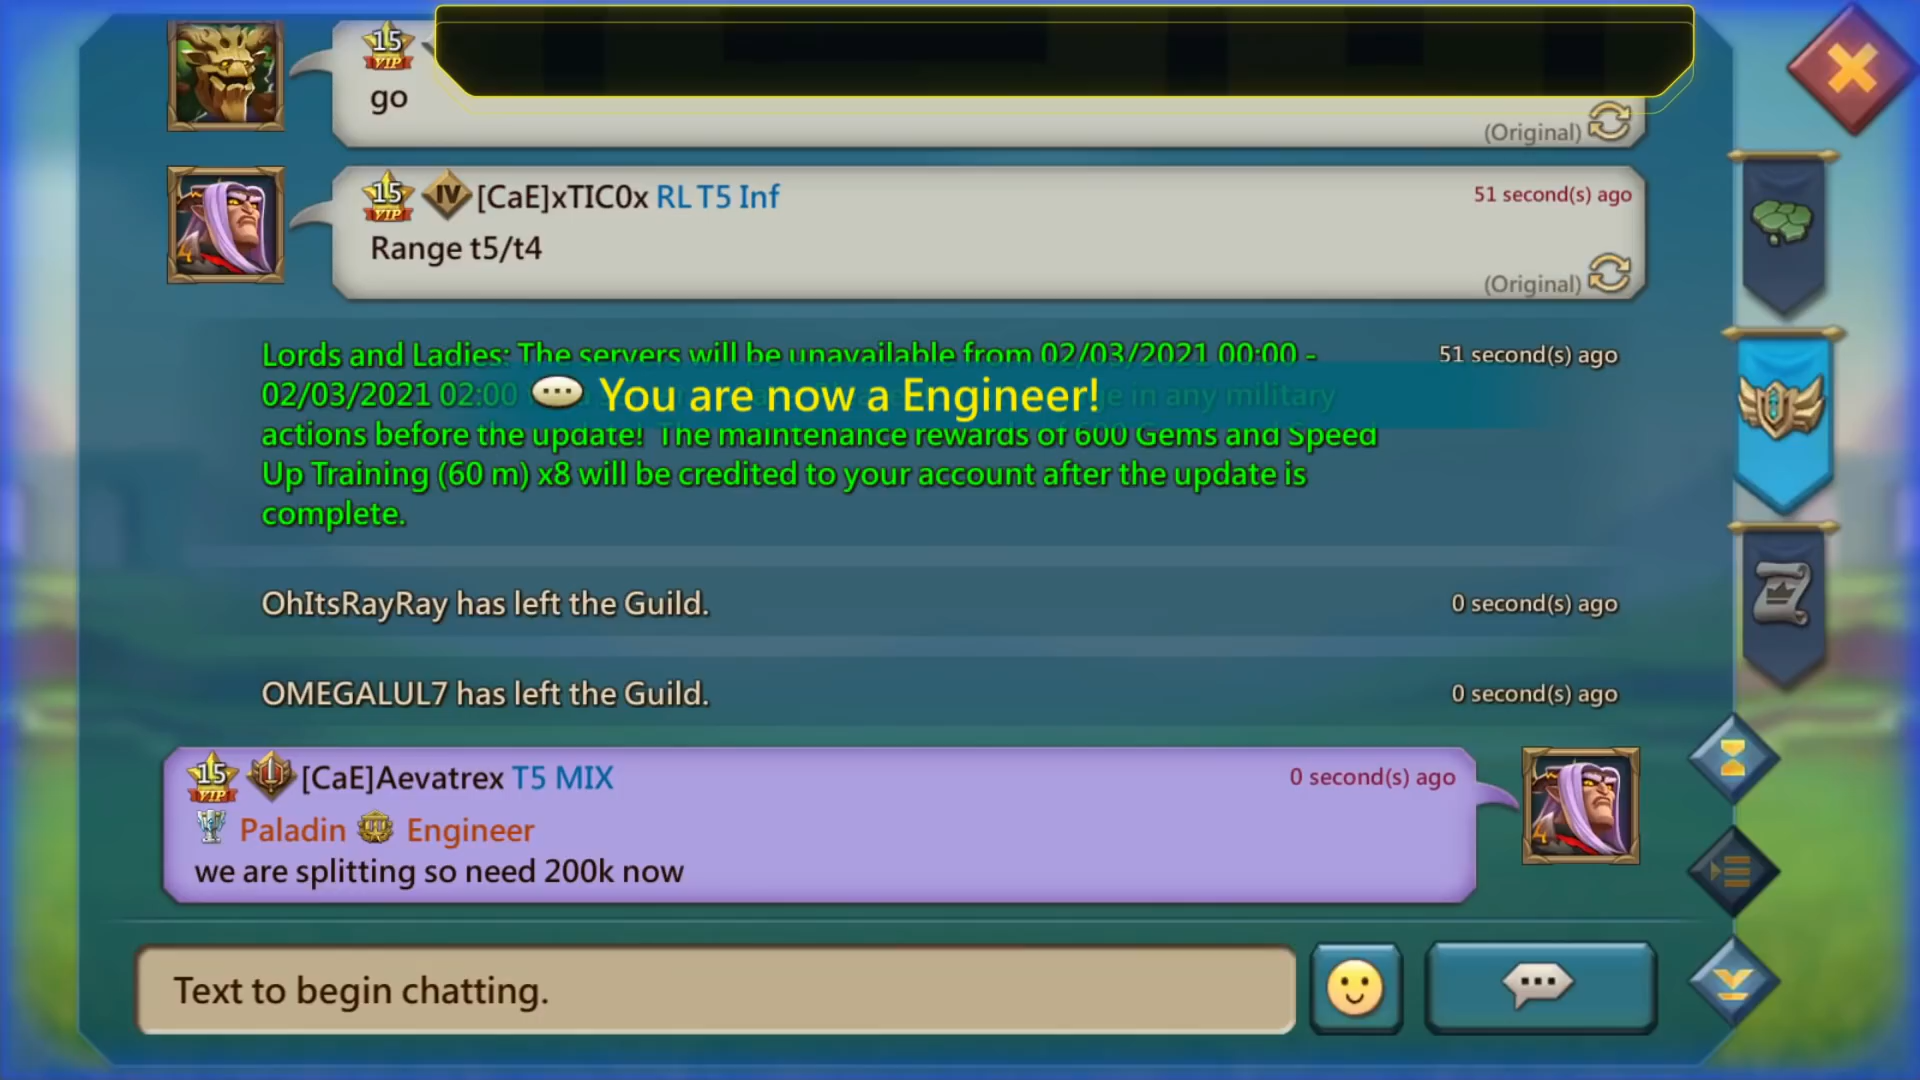 15
VIP
go
(Original)
15
VIP
IV
[CaE]xTIC0x RL T5 Inf
51 second(s) ago
Range t5/t4
4
(Original)
Lords and Ladies: The servers will be unavailable from 02/03/2021 00:00 -
51 second(s) ago
02/03/2021 02:00
You are now a Engineer!
in any military
actions before the update! The maintenance rewards of 600 Gems and Speed
Up Training (60 m) x8 will be credited to your account after the update is
complete.
OhItsRayRay has left the Guild.
0 second(s) ago
OMEGALUL7 has left the Guild.
0 second(s) ago
15
VIP
I
[CaE]Aevatrex T5 MIX
0 second(s) ago
Paladin Engineer
we are splitting so need 200k now
4
Text to begin chatting.